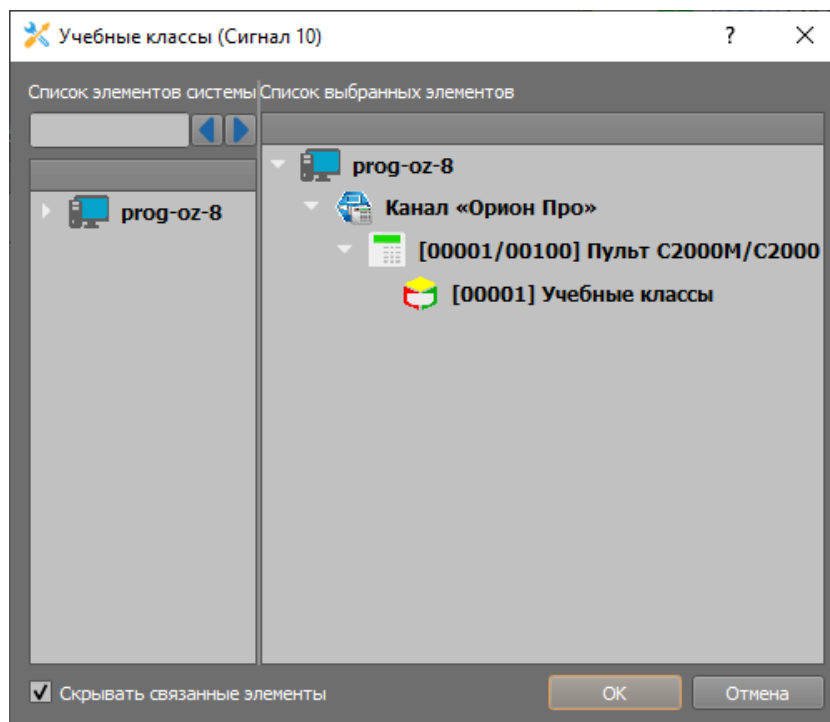 Учебные классы (Сигнал 10)
?
Список элементов системы
Список выбранных элементов
prog-oz-8
prog-oz-8
Канал «Орион Про»
[00001/00100] Пульт С2000М/С2000
[00001] Учебные классы
Скрывать связанные элементы
OK
Отмена